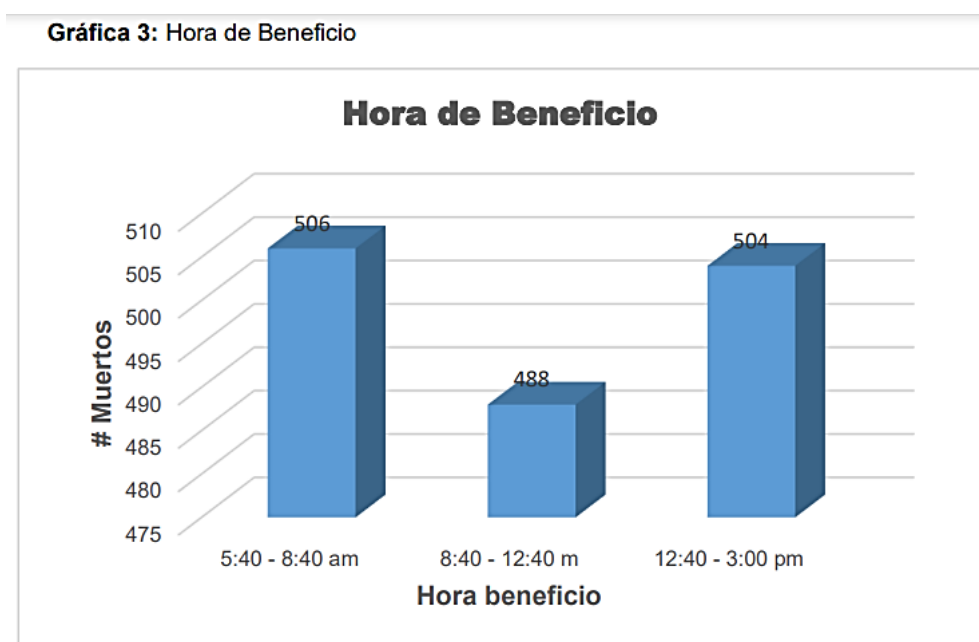 Gráfica 3: Hora de Beneficio
Hora de Beneficio
# Muertos
510
505
500
495
490
485
480
475
506
488
504
5:40 - 8:40 am
8:40 - 12:40 m
12:40 - 3:00 pm
Hora beneficio